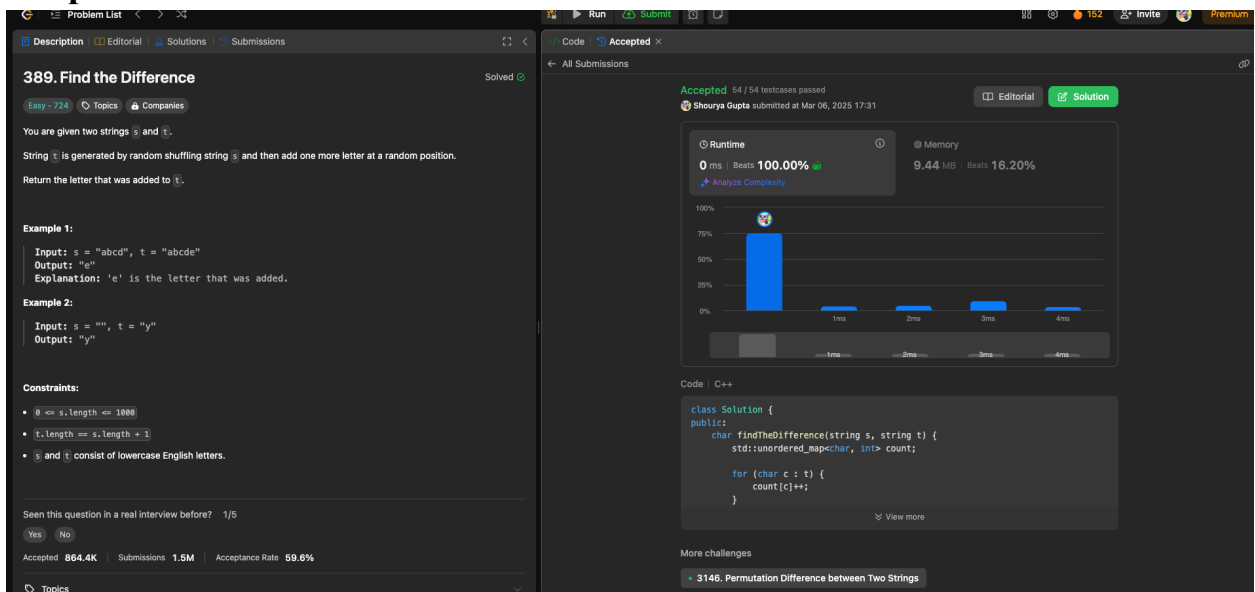 Problem List
Run
Submit
152
Invite
Premium
Description
Editorial
Solutions
Submissions
389. Find the Difference
Solved
Easy - 724
Topics
Companies
You are given two strings s and t.
String t is generated by random shuffling string s and then add one more letter at a random position.
Return the letter that was added to t.
Example 1:
Input: s = "abcd", t = "abcde"
Output: "e"
Explanation: 'e' is the letter that was added.
Example 2:
Input: s = "", t = "y"
Output: "y"
Constraints:
• 0 <= s.length <= 1000
• t.length == s.length + 1
• s and t consist of lowercase English letters.
Seen this question in a real interview before? 1/5
Yes No
Accepted 864.4K | Submissions 1.5M | Acceptance Rate 59.6%
Topics
Code
Accepted ×
← All Submissions
Accepted 54 / 54 testcases passed
Shourya Gupta submitted at Mar 06, 2025 17:31
Editorial
Solution
Runtime
0 ms | Beats 100.00%
Analyze Complexity
Memory
9.44 MB | Beats 16.20%
100%
75%
50%
25%
0%
1ms 2ms 3ms 4ms
1ms 2ms 3ms 4ms
Code | C++
class Solution {
public:
char findTheDifference(string s, string t) {
std::unordered_map<char, int> count;
for (char c : t) {
count[c]++;
}
View more
More challenges
• 3146. Permutation Difference between Two Strings